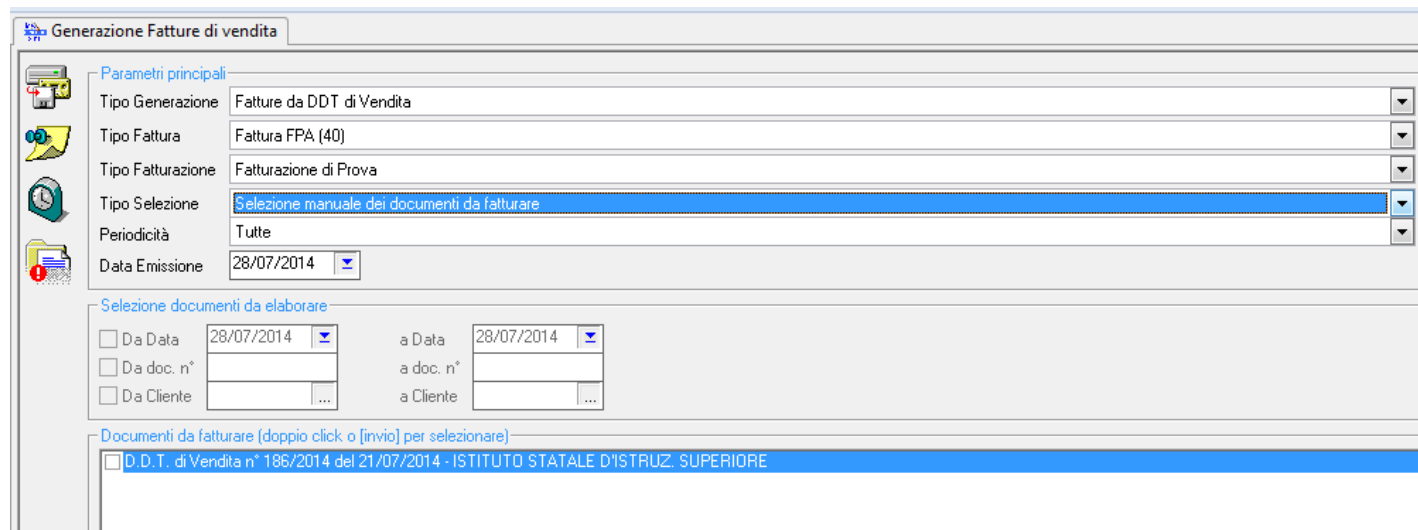 Generazione Fatture di vendita
Parametri principali
Tipo Generazione Fatture da DDT di Vendita
Tipo Fattura Fattura FPA (40)
Tipo Fatturazione Fatturazione di Prova
Tipo Selezione Selezione manuale dei documenti da fatturare
Periodicità Tutte
Data Emissione 28/07/2014
Selezione documenti da elaborare
Da Data 28/07/2014 a Data 28/07/2014
Da doc. n° a doc. n°
Da Cliente ... a Cliente ...
Documenti da fatturare (doppio click o [invio] per selezionare)
D.D.T. di Vendita n° 186/2014 del 21/07/2014 - ISTITUTO STATALE D'ISTRUZ. SUPERIORE